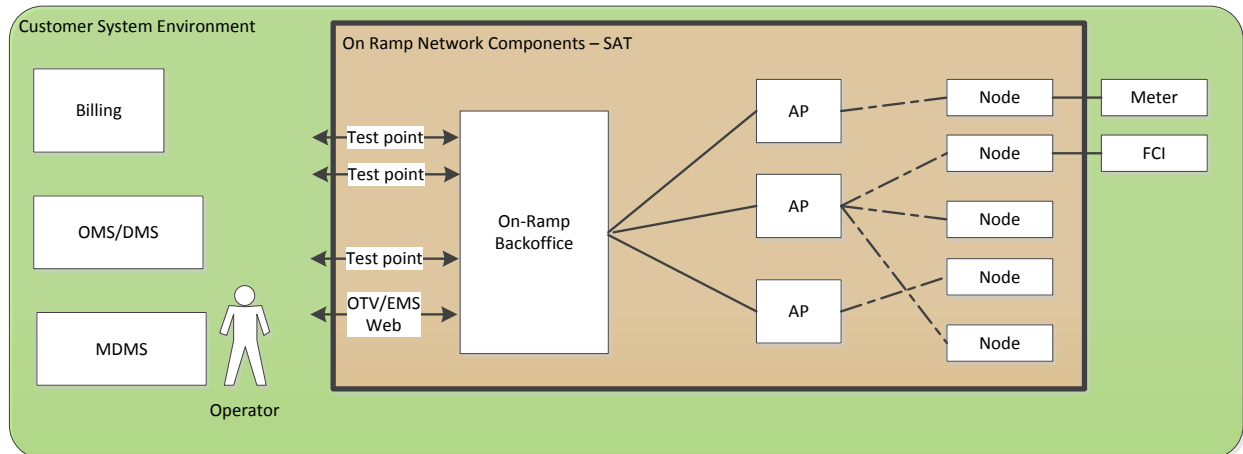 Customer System Environment
On Ramp Network Components – SAT
Billing
OMS/DMS
MDMS
Operator
Test point
Test point
Test point
OTV/EMS
Web
On-Ramp
Backoffice
AP
AP
AP
Node
Node
Node
Node
Node
Meter
FCI